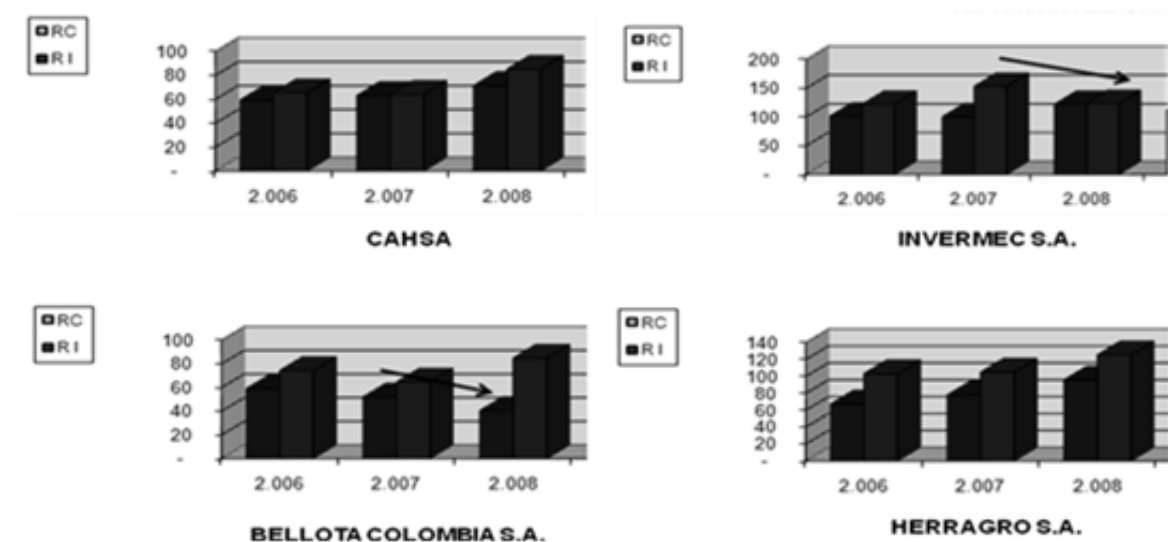 RC
RI
100
80
60
40
20
-
2.006 2.007 2.008
CAHSA
RC
RI
200
150
100
50
-
2.006 2.007 2.008
INVERMEC S.A.
RC
RI
100
80
60
40
20
-
2.006 2.007 2.008
BELLOTA COLOMBIA S.A.
RC
RI
140
120
100
80
60
40
20
-
2.006 2.007 2.008
HERRAGRO S.A.